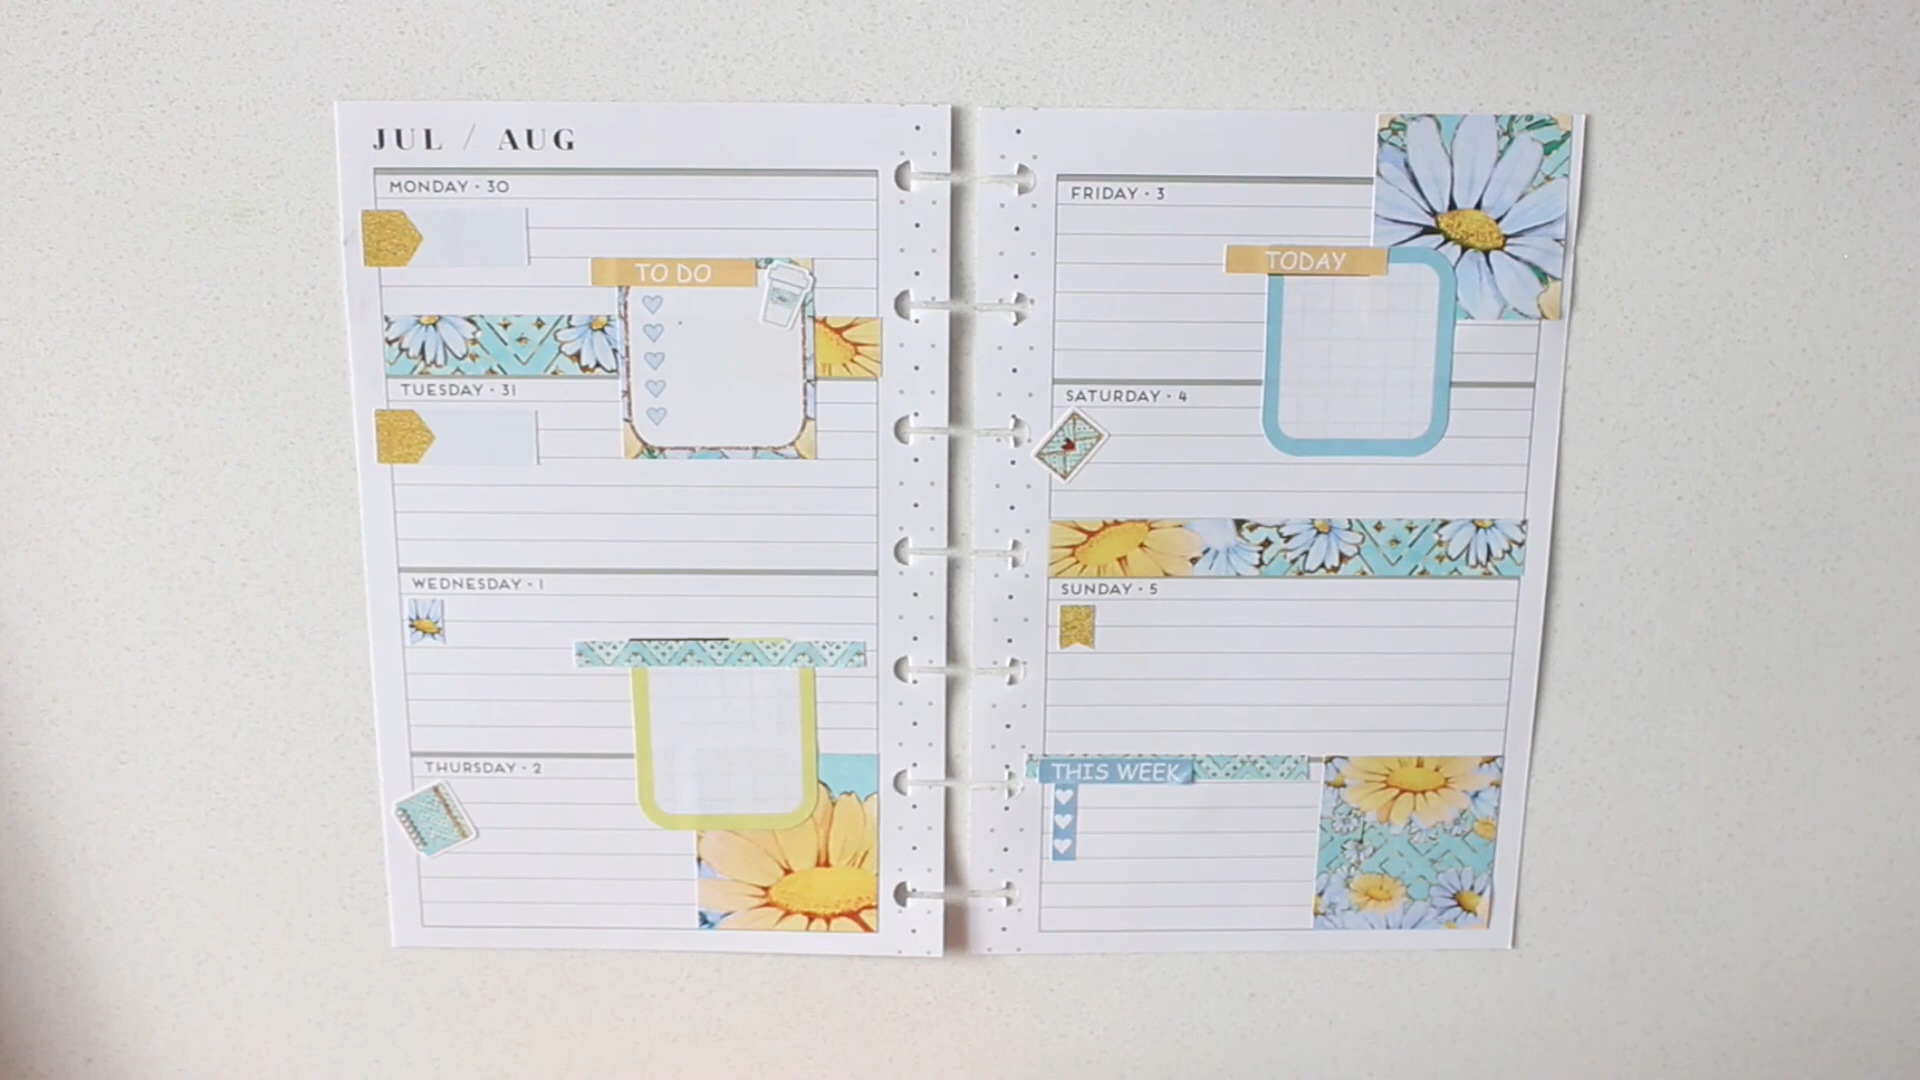 JUL / AUG
MONDAY • 30
TO DO
TUESDAY • 31
WEDNESDAY • 1
THURSDAY • 2
FRIDAY • 3
TODAY
SATURDAY • 4
SUNDAY • 5
THIS WEEK